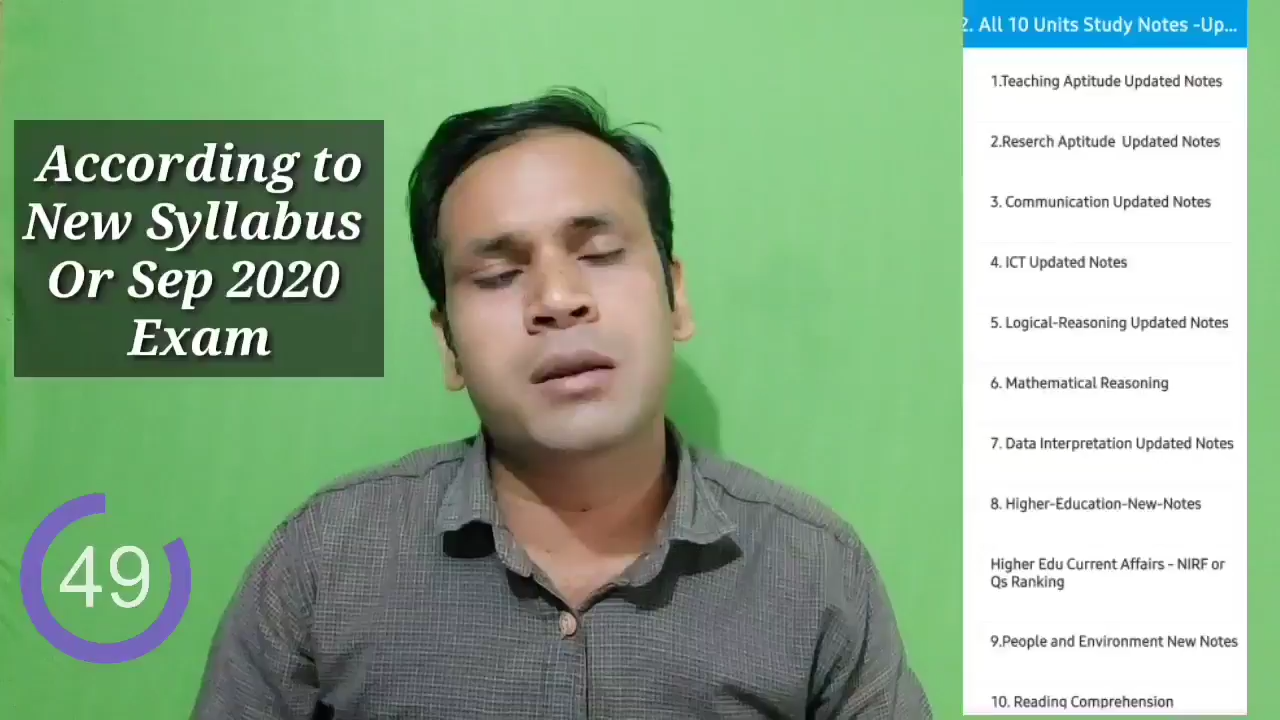 According to
New Syllabus
Or Sep 2020
Exam
49
2. All 10 Units Study Notes -Up...
1.Teaching Aptitude Updated Notes
2.Reserch Aptitude Updated Notes
3. Communication Updated Notes
4. ICT Updated Notes
5. Logical-Reasoning Updated Notes
6. Mathematical Reasoning
7. Data Interpretation Updated Notes
8. Higher-Education-New-Notes
Higher Edu Current Affairs - NIRF or
Qs Ranking
9.People and Environment New Notes
10. Reading Comprehension